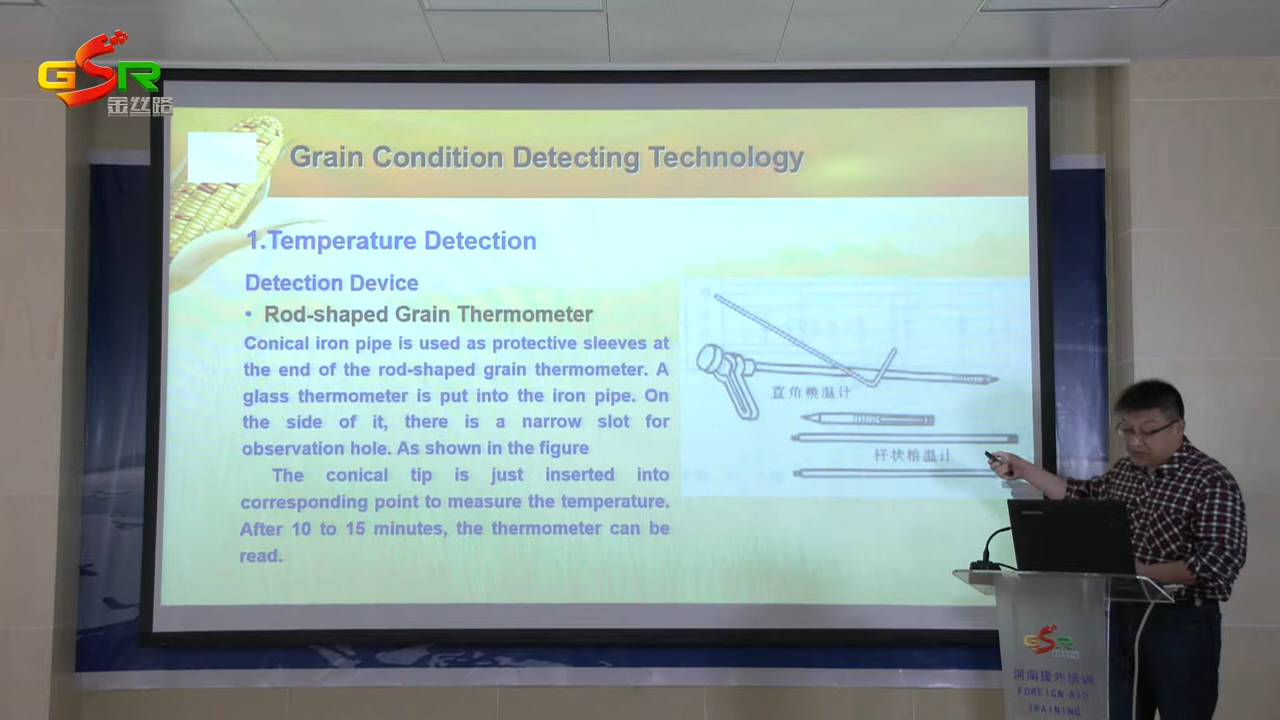 GSR
金丝路
Grain Condition Detecting Technology
1.Temperature Detection
Detection Device
• Rod-shaped Grain Thermometer
Conical iron pipe is used as protective sleeves at
the end of the rod-shaped grain thermometer. A
glass thermometer is put into the iron pipe. On
the side of it, there is a narrow slot for
observation hole. As shown in the figure
The conical tip is just inserted into
corresponding point to measure the temperature.
After 10 to 15 minutes, the thermometer can be
read.
直角粮温计
杆状粮温计
GSR
河南援外培训
FOREIGN AID
TRAINING